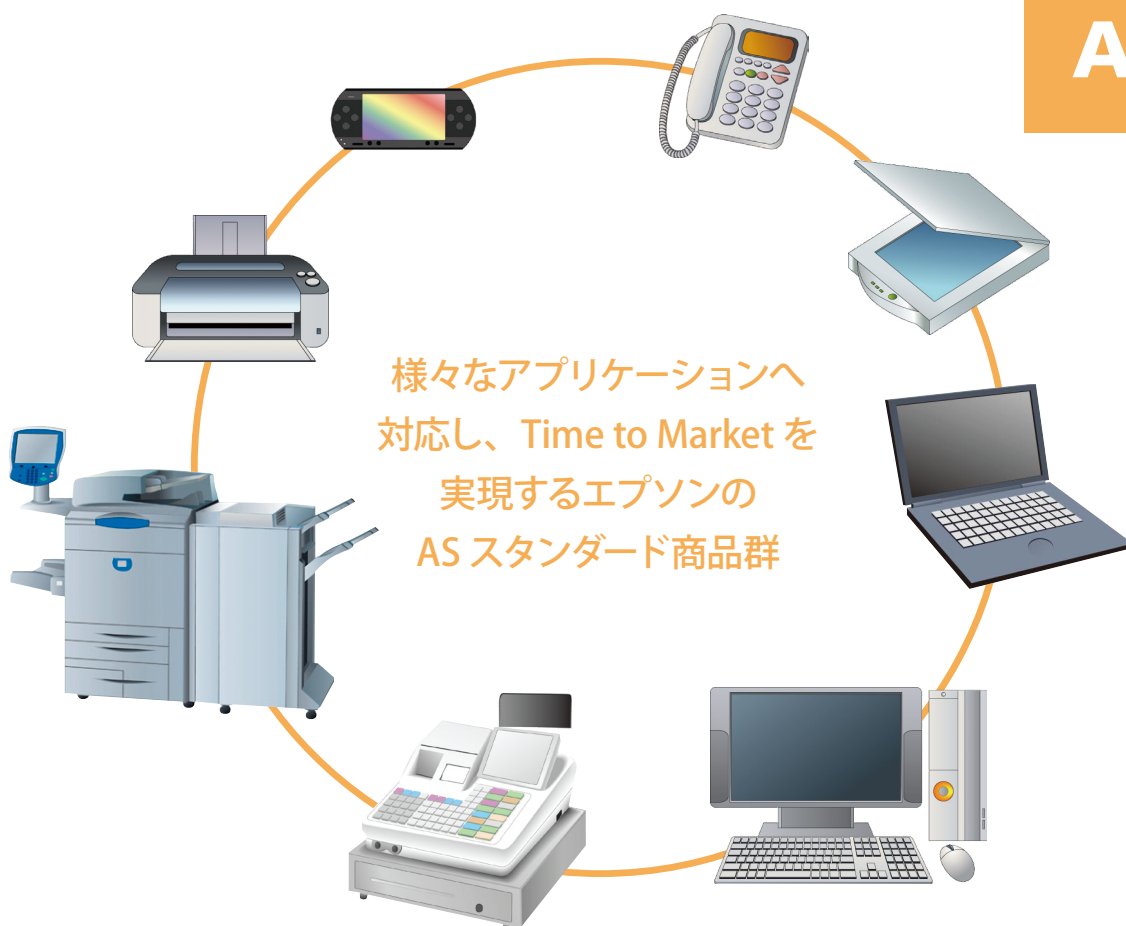 A
様々なアプリケーションへ
対応し、Time to Market を
実現するエプソンの
AS スタンダード商品群